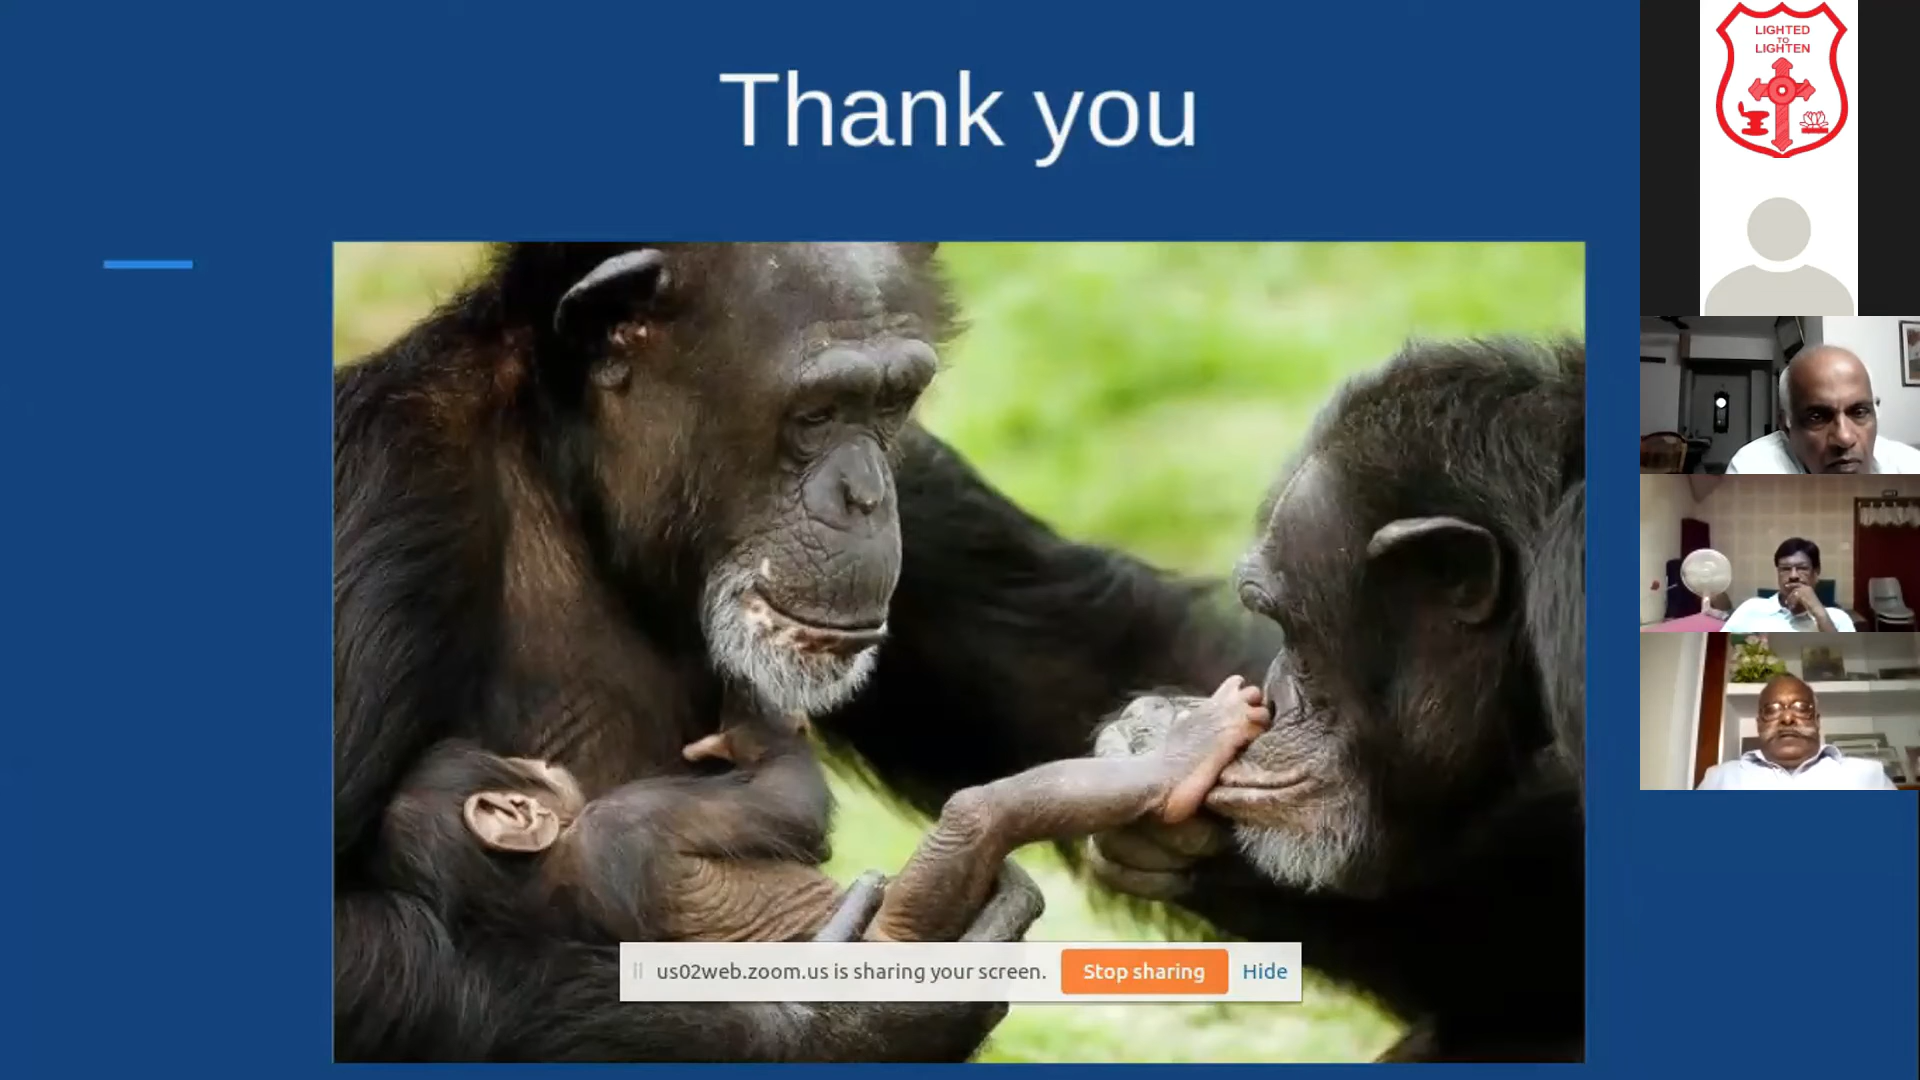 Thank you
LIGHTED
TO
LIGHTEN
us02web.zoom.us is sharing your screen.
Stop sharing
Hide